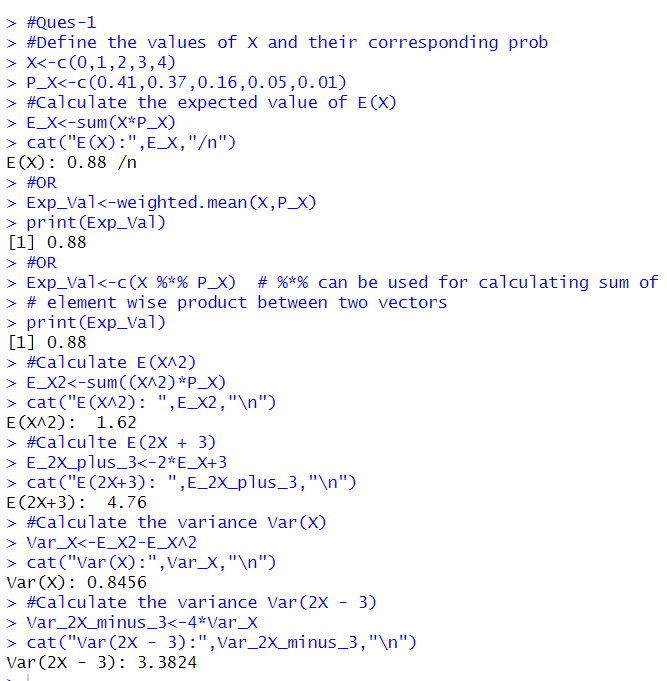 > #Ques-1
> #Define the values of X and their corresponding prob
> X<-c(0,1,2,3,4)
> P_X<-c(0.41,0.37,0.16,0.05,0.01)
> #Calculate the expected value of E(X)
> E_X<-sum(X*P_X)
> cat("E(X):",E_X,"/n")
E(X): 0.88 /n
> #OR
> Exp_Val<-weighted.mean(X,P_X)
> print(Exp_Val)
[1] 0.88
> #OR
> Exp_Val<-c(X %*% P_X)  # %*% can be used for calculating sum of
> # element wise product between two vectors
> print(Exp_Val)
[1] 0.88
> #Calculate E(X^2)
> E_X2<-sum((X^2)*P_X)
> cat("E(X^2): ",E_X2,"\n")
E(X^2):  1.62
> #Calculte E(2X + 3)
> E_2X_plus_3<-2*E_X+3
> cat("E(2X+3): ",E_2X_plus_3,"\n")
E(2X+3):  4.76
> #Calculate the variance Var(X)
> Var_X<-E_X2-E_X^2
> cat("Var(X):",Var_X,"\n")
Var(X): 0.8456
> #Calculate the variance Var(2X - 3)
> Var_2X_minus_3<-4*Var_X
> cat("Var(2X - 3):",Var_2X_minus_3,"\n")
Var(2X - 3): 3.3824
>